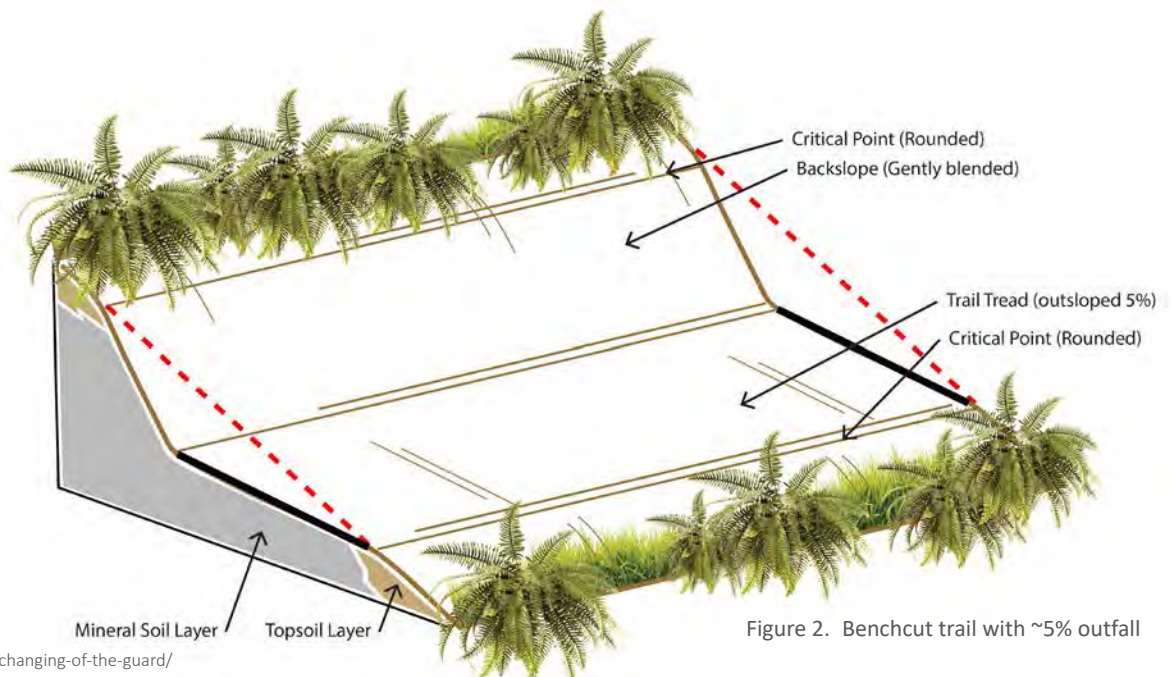 Critical Point (Rounded)
Backslope (Gently blended)
Trail Tread (outsloped 5%)
Critical Point (Rounded)
Mineral Soil Layer
Topsoil Layer
Figure 2. Benchcut trail with ~5% outfall
changing-of-the-guard/